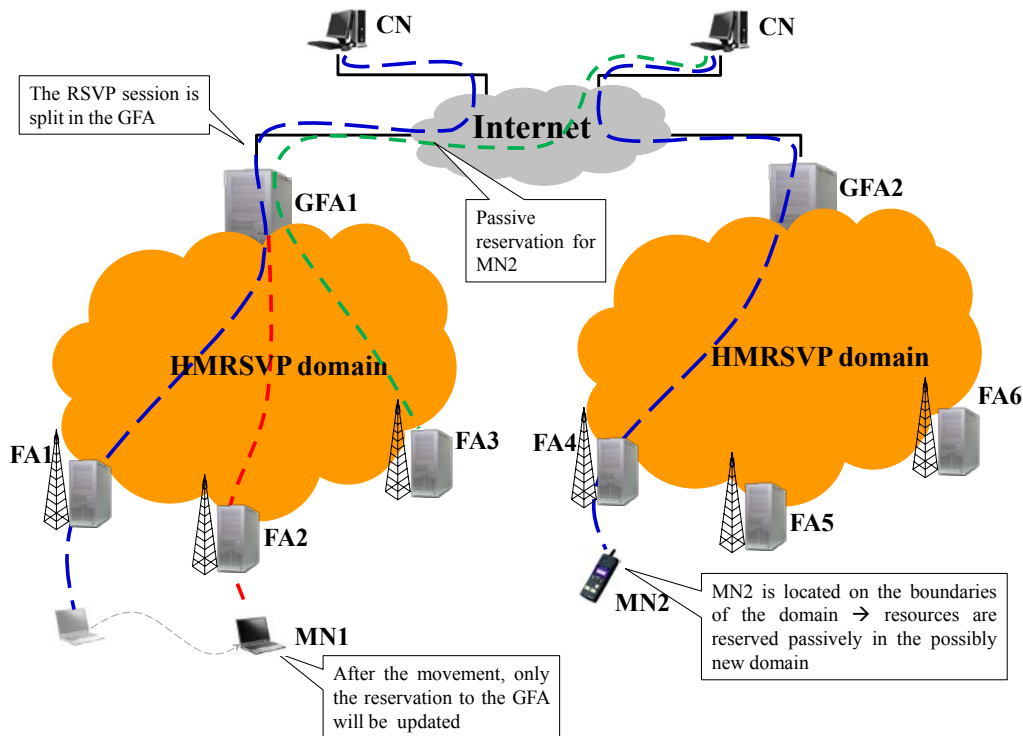 CN
CN
The RSVP session is
split in the GFA
Internet
GFA1
GFA2
Passive
reservation for
MN2
HMRSVP domain
HMRSVP domain
FA1
FA2
FA3
FA4
FA5
FA6
MN1
MN2
After the movement, only
the reservation to the GFA
will be updated
MN2 is located on the boundaries
of the domain → resources are
reserved passively in the possibly
new domain